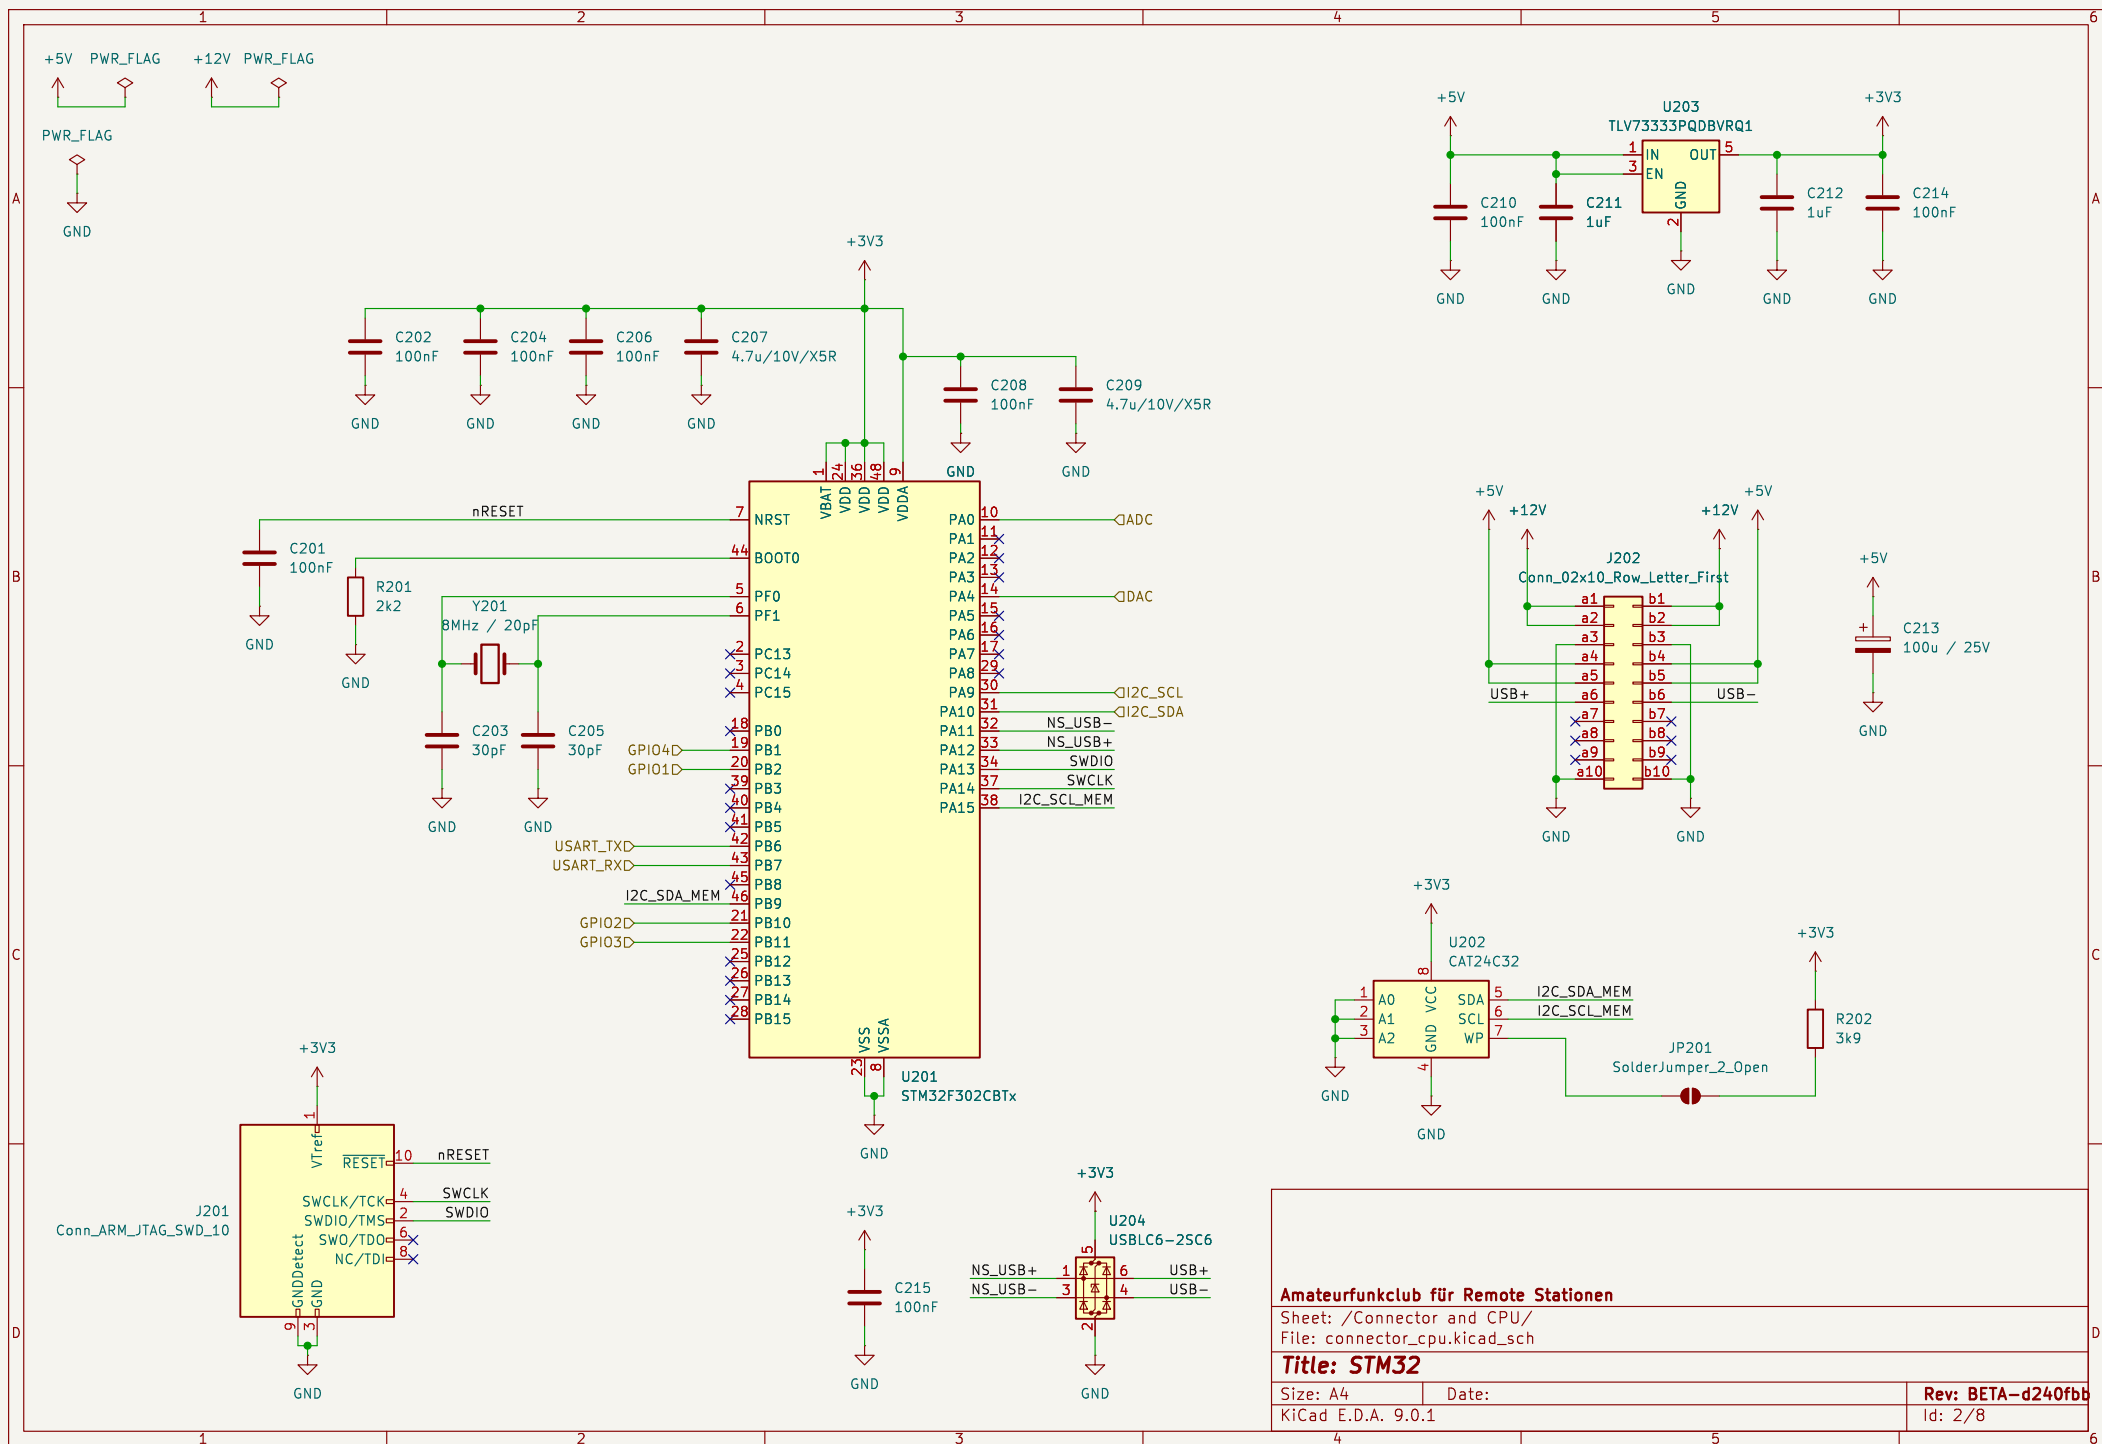 1 2 3 4 5 6
A
B
C
D
+5V PWR_FLAG
+12V PWR_FLAG
PWR_FLAG
GND
+5V
U203
TLV73333PQDBVRQ1
1 IN
3 EN
OUT 5
GND
2
+3V3
C210
100nF
C211
1uF
C212
1uF
C214
100nF
GND
GND
GND
GND
GND
+3V3
C202
100nF
C204
100nF
C206
100nF
C207
4.7u/10V/X5R
C208
100nF
C209
4.7u/10V/X5R
GND
GND
GND
GND
GND
GND
1 VBAT
24 VDD
36 VDD
48 VDD
9 VDDA
nRESET
7 NRST
44 BOOT0
5 PF0
6 PF1
2 PC13
3 PC14
4 PC15
18 PB0
GPIO4 19 PB1
GPIO1 20 PB2
39 PB3
40 PB4
41 PB5
USART_TX 42 PB6
USART_RX 43 PB7
45 PB8
I2C_SDA_MEM 46 PB9
GPIO2 21 PB10
GPIO3 22 PB11
25 PB12
26 PB13
27 PB14
28 PB15
PA0 10 ADC
PA1 11
PA2 12
PA3 13
PA4 14 DAC
PA5 15
PA6 16
PA7 17
PA8 29
PA9 30 I2C_SCL
PA10 31 I2C_SDA
PA11 32 NS_USB-
PA12 33 NS_USB+
PA13 34 SWDIO
PA14 37 SWCLK
PA15 38 I2C_SCL_MEM
VSS 23
VSSA 8
U201
STM32F302CBTx
GND
C201
100nF
GND
R201
2k2
GND
Y201
8MHz / 20pF
C203
30pF
C205
30pF
GND
GND
+5V
+12V
+12V
+5V
J202
Conn_02x10_Row_Letter_First
a1 b1
a2 b2
a3 b3
a4 b4
a5 b5
USB+ a6 b6 USB-
a7 b7
a8 b8
a9 b9
a10 b10
GND
GND
+5V
+
C213
100u / 25V
GND
+3V3
U202
CAT24C32
8 VCC
1 A0
2 A1
3 A2
SDA 5 I2C_SDA_MEM
SCL 6 I2C_SCL_MEM
WP 7
GND
4
GND
GND
JP201
SolderJumper_2_Open
+3V3
R202
3k9
+3V3
1 VTref
RESET 10 nRESET
SWCLK/TCK 4 SWCLK
SWDIO/TMS 2 SWDIO
SWO/TDO 6
NC/TDI 8
GNDDetect 9
GND 3
J201
Conn_ARM_JTAG_SWD_10
GND
+3V3
C215
100nF
GND
+3V3
U204
USBLC6-2SC6
5
NS_USB+ 1 6 USB+
NS_USB- 3 4 USB-
2
GND
Amateurfunkclub für Remote Stationen
Sheet: /Connector and CPU/
File: connector_cpu.kicad_sch
Title: STM32
Size: A4 Date: Rev: BETA-d240fbb
KiCad E.D.A. 9.0.1 Id: 2/8
A
B
C
D
1 2 3 4 5 6